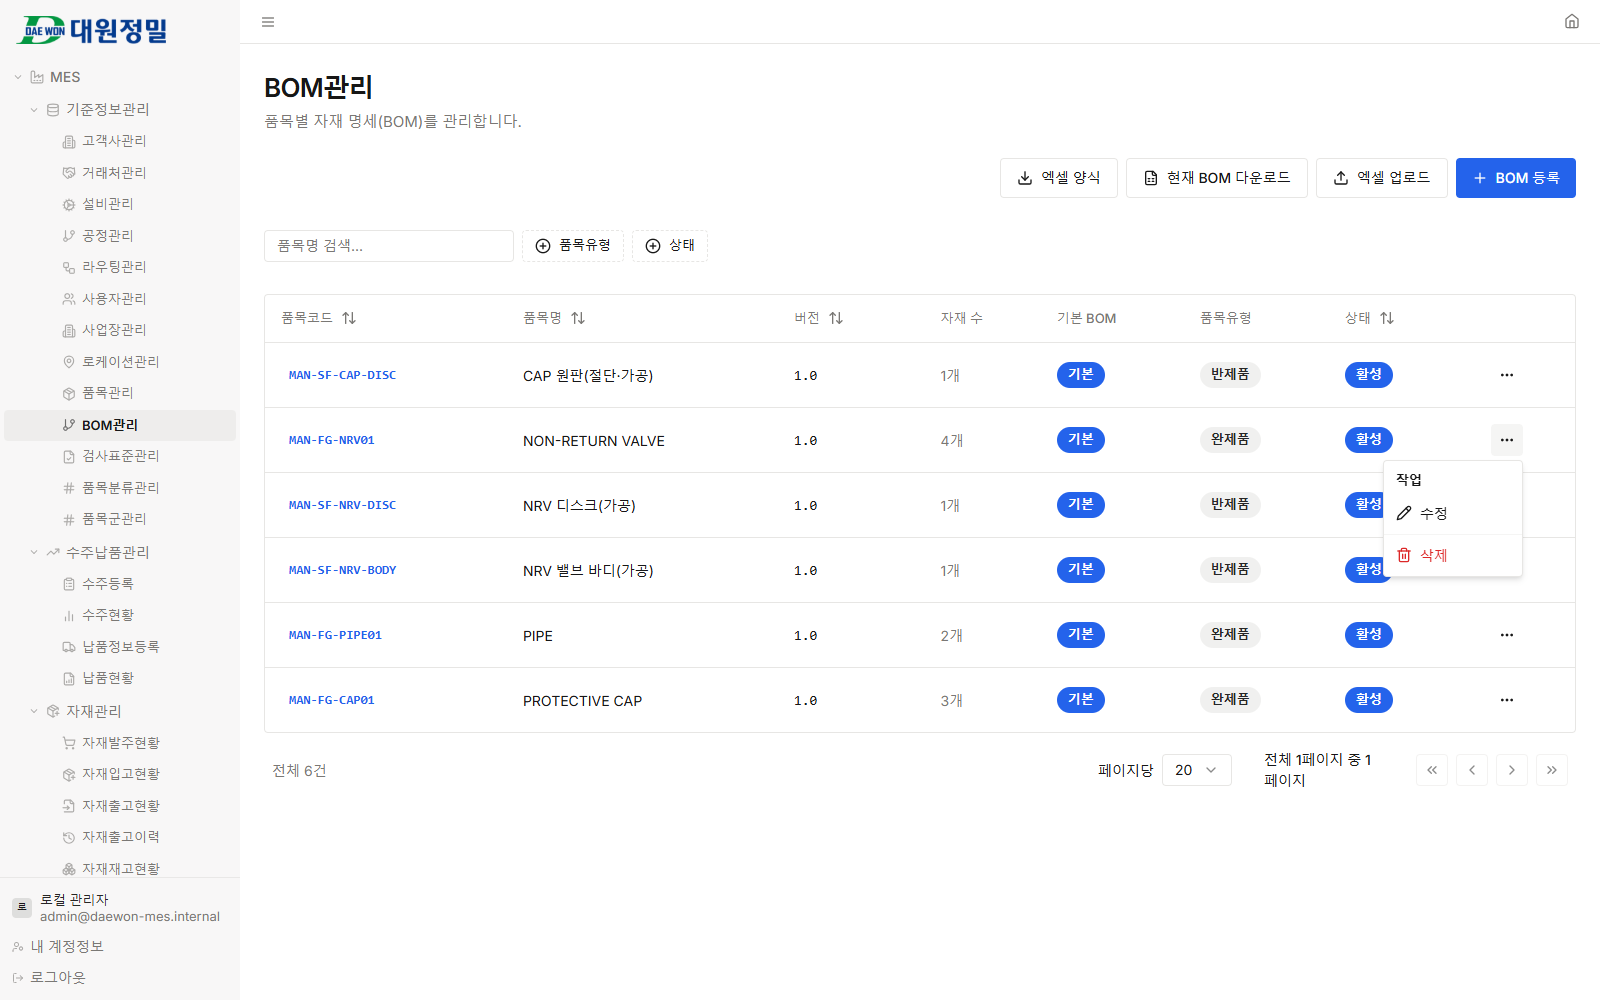 DAE WON 대원정밀
MES
기준정보관리
고객사관리
거래처관리
설비관리
공정관리
라우팅관리
사용자관리
사업장관리
로케이션관리
품목관리
BOM관리
검사표준관리
품목분류관리
품목군관리
수주납품관리
수주등록
수주현황
납품정보등록
납품현황
자재관리
자재발주현황
자재입고현황
자재출고현황
자재출고이력
자재재고현황
로 로컬 관리자
admin@daewon-mes.internal
내 계정정보
로그아웃
BOM관리
품목별 자재 명세(BOM)를 관리합니다.
엑셀 양식 현재 BOM 다운로드 엑셀 업로드 BOM 등록
품목명 검색... 품목유형 상태
품목코드 품목명 버전 자재 수 기본 BOM 품목유형 상태
MAN-SF-CAP-DISC CAP 원판(절단·가공) 1.0 1개 기본 반제품 활성
MAN-FG-NRV01 NON-RETURN VALVE 1.0 4개 기본 완제품 활성
MAN-SF-NRV-DISC NRV 디스크(가공) 1.0 1개 기본 반제품 활성
MAN-SF-NRV-BODY NRV 밸브 바디(가공) 1.0 1개 기본 반제품 활성
MAN-FG-PIPE01 PIPE 1.0 2개 기본 완제품 활성
MAN-FG-CAP01 PROTECTIVE CAP 1.0 3개 기본 완제품 활성
작업
수정
삭제
전체 6건 페이지당 20 전체 1페이지 중 1
페이지